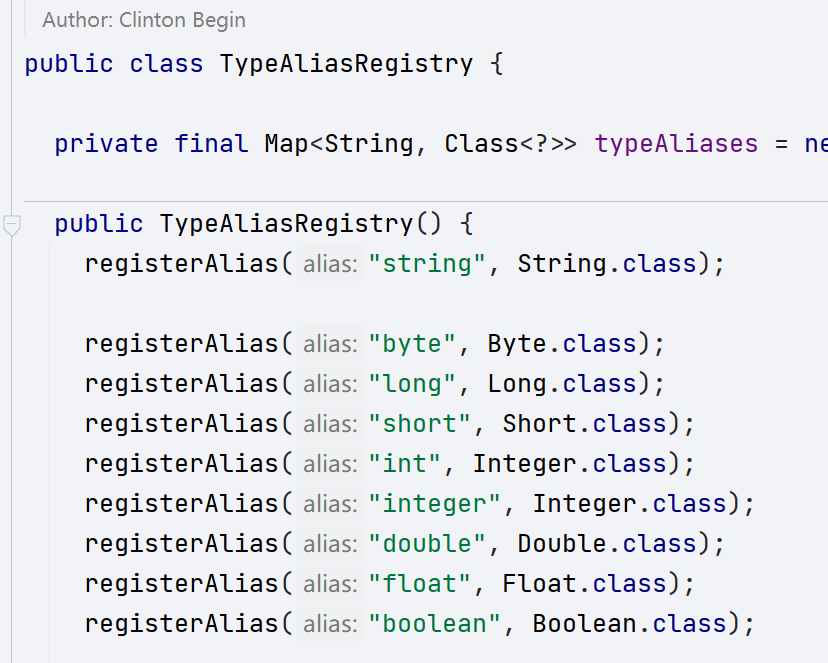 Author: Clinton Begin
public class TypeAliasRegistry {
private final Map<String, Class<?>> typeAliases = ne
public TypeAliasRegistry() {
registerAlias( alias: "string", String.class);
registerAlias( alias: "byte", Byte.class);
registerAlias( alias: "long", Long.class);
registerAlias( alias: "short", Short.class);
registerAlias( alias: "int", Integer.class);
registerAlias( alias: "integer", Integer.class);
registerAlias( alias: "double", Double.class);
registerAlias( alias: "float", Float.class);
registerAlias( alias: "boolean", Boolean.class);